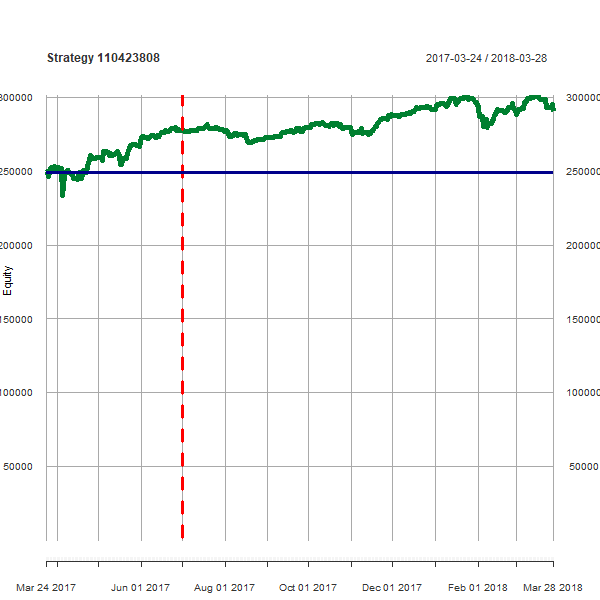 Strategy 110423808 2017-03-24 / 2018-03-28
300000 300000
250000 250000
200000 200000
Equity
150000 150000
100000 100000
50000 50000
Mar 24 2017 Jun 01 2017 Aug 01 2017 Oct 01 2017 Dec 01 2017 Feb 01 2018 Mar 28 2018